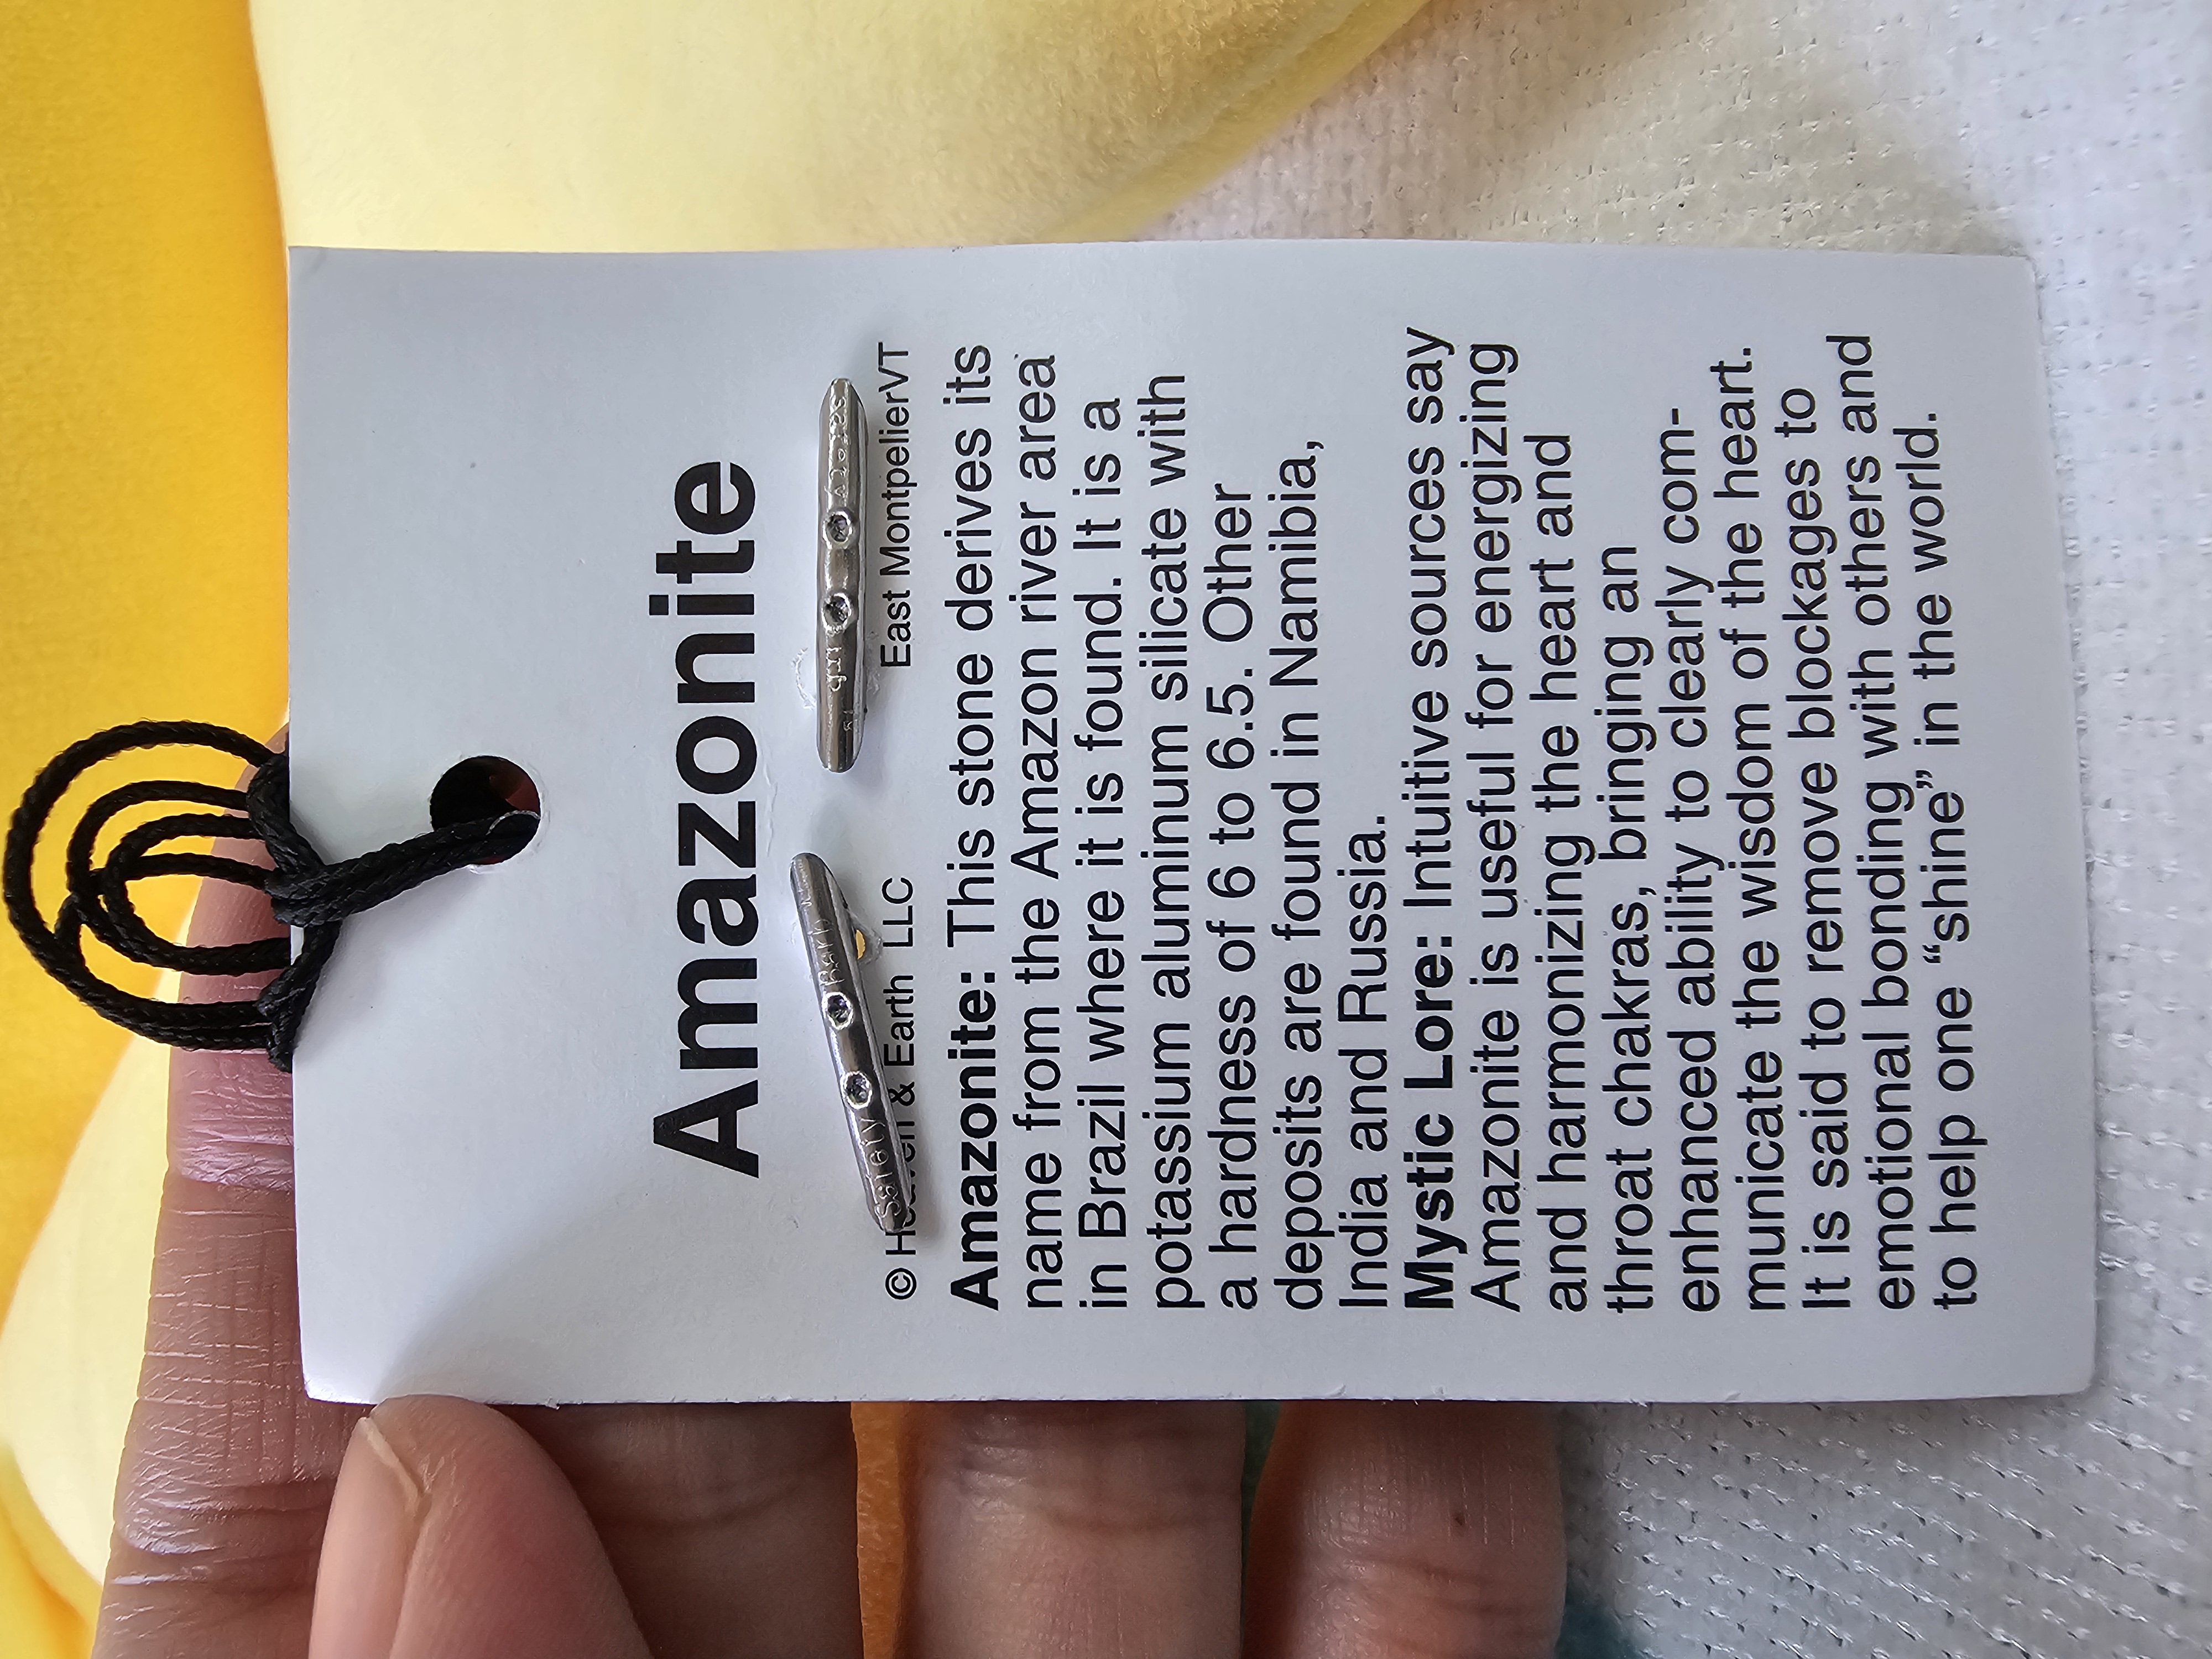 Amazonite
© Heaven & Earth LLC East MontpelierVT
Amazonite: This stone derives its
name from the Amazon river area
in Brazil where it is found. It is a
potassium aluminum silicate with
a hardness of 6 to 6.5. Other
deposits are found in Namibia,
India and Russia.
Mystic Lore: Intuitive sources say
Amazonite is useful for energizing
and harmonizing the heart and
throat chakras, bringing an
enhanced ability to clearly com-
municate the wisdom of the heart.
It is said to remove blockages to
emotional bonding with others and
to help one “shine” in the world.